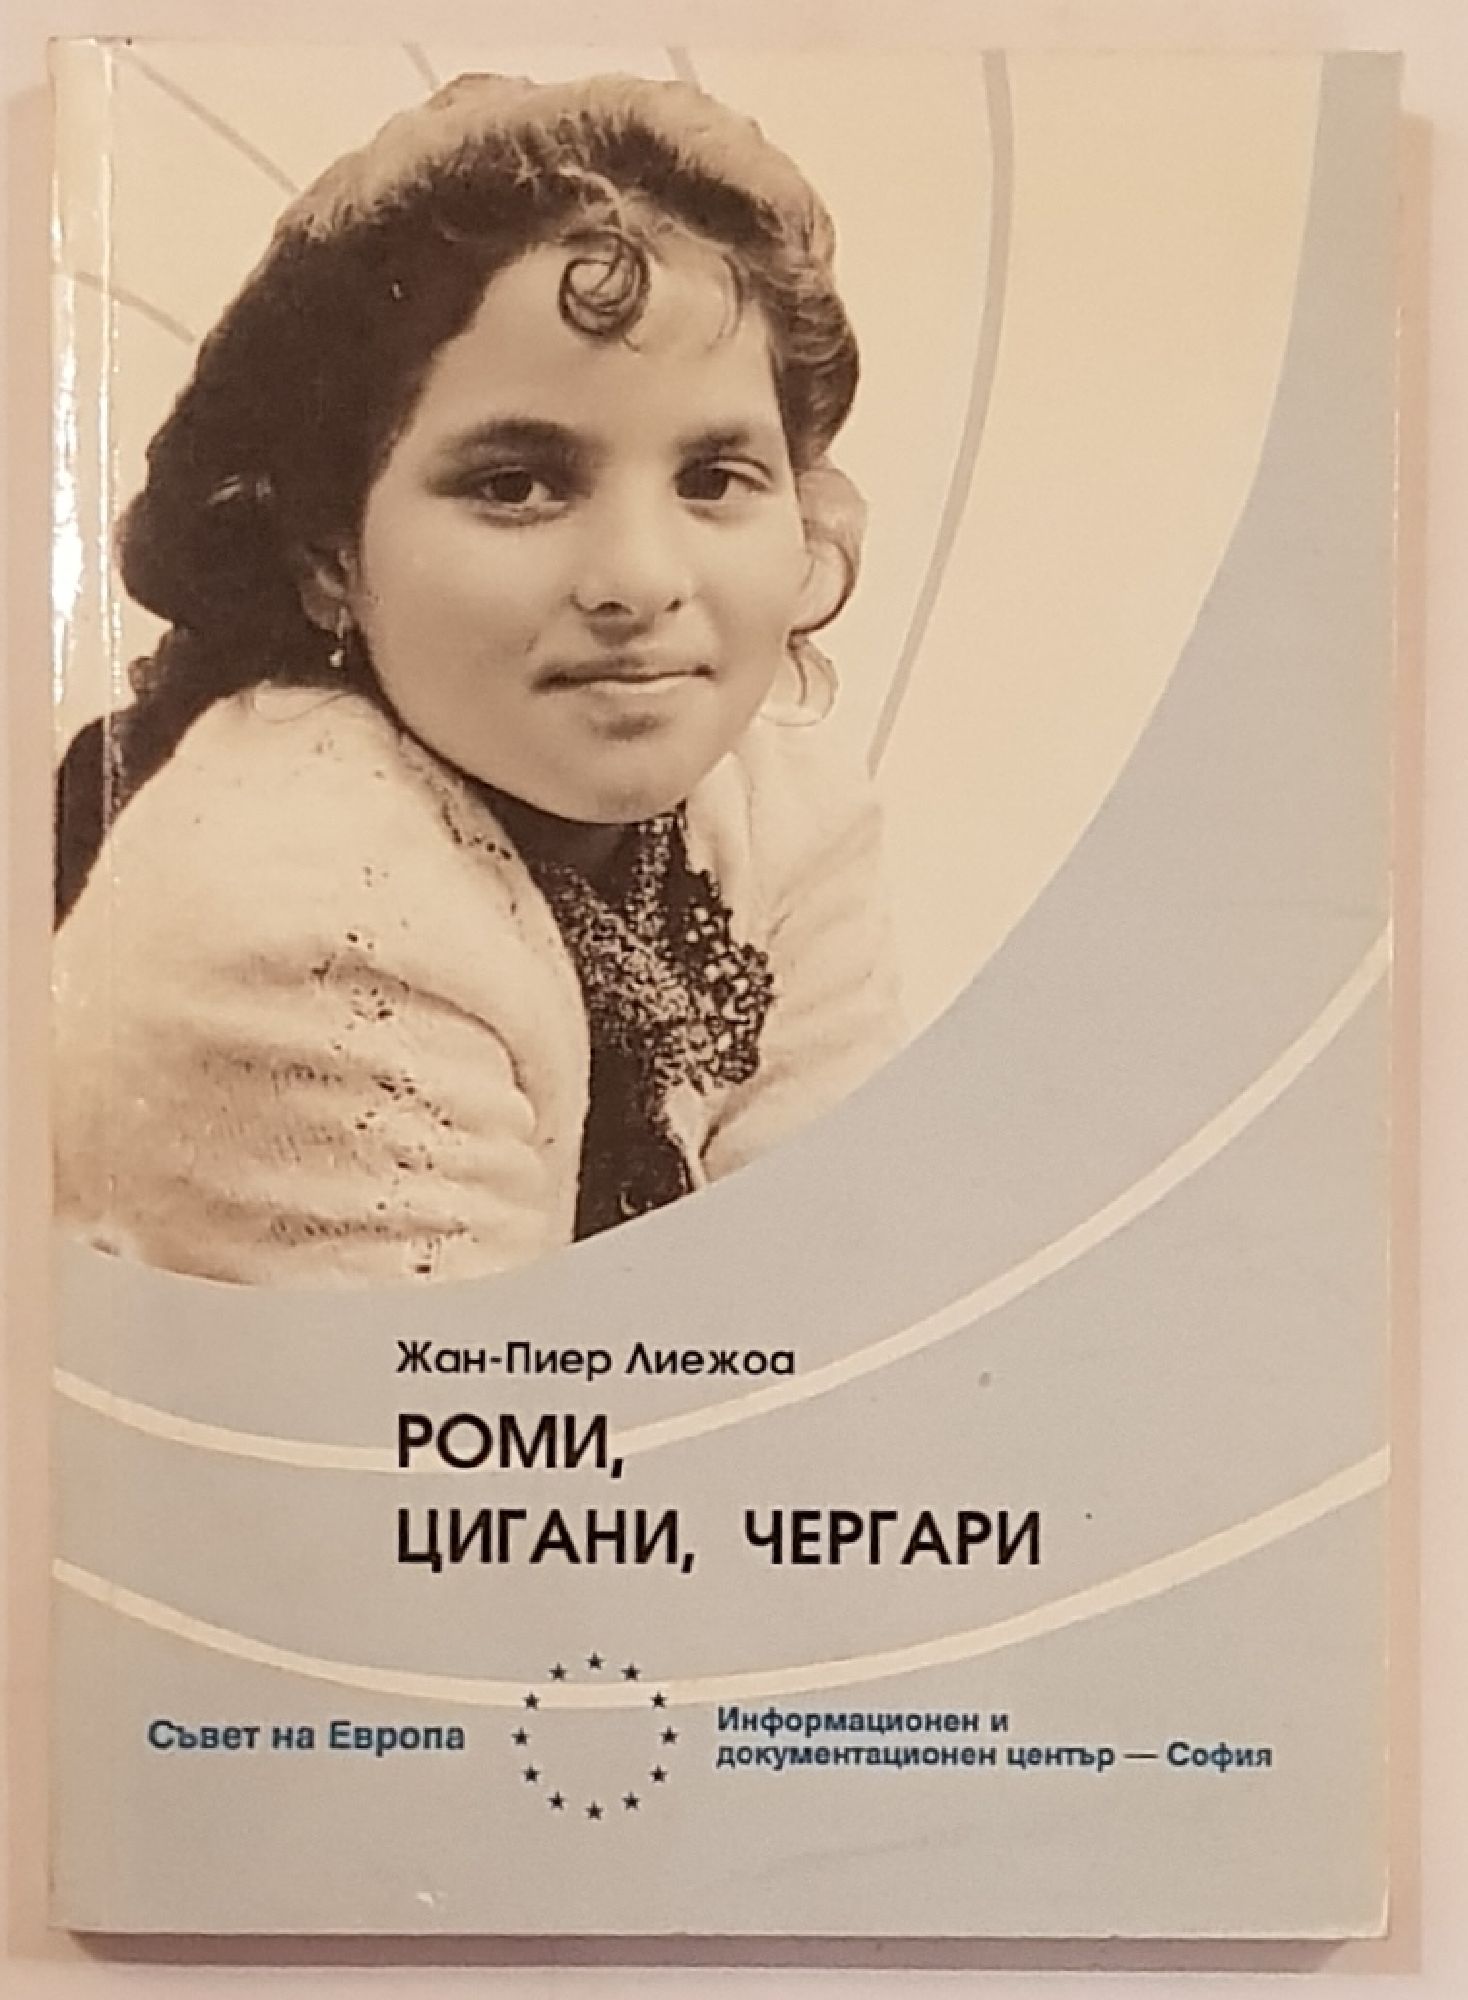 Жан-Пиер Лиежоа
РОМИ,
ЦИГАНИ, ЧЕРГАРИ
Съвет на Европа
Информационен и
документационен център — София